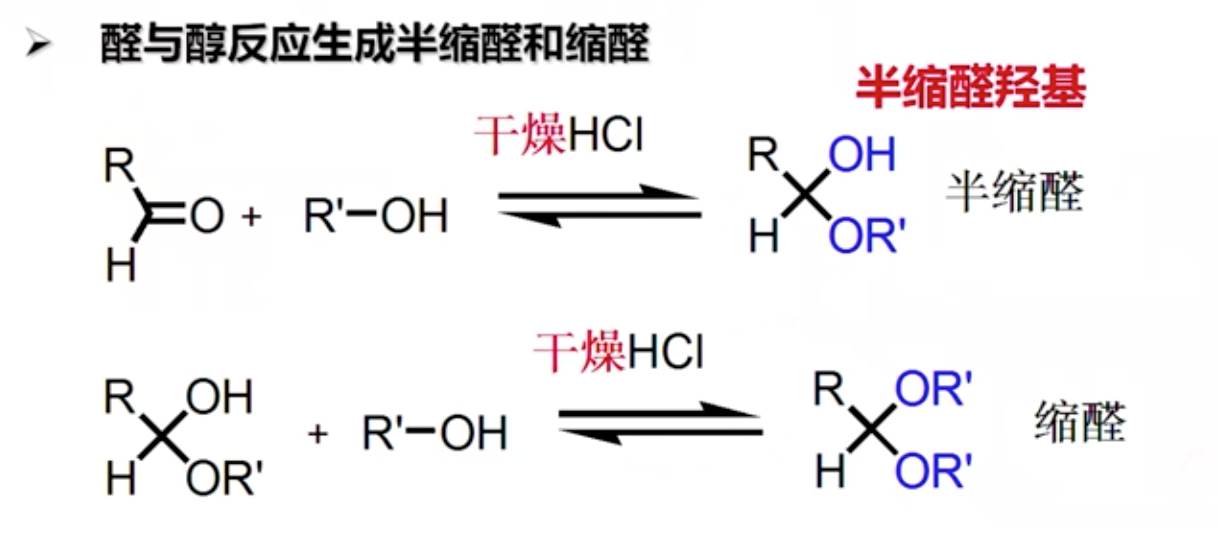 ➢ 醛与醇反应生成半缩醛和缩醛
半缩醛羟基
干燥HCl
R
H
O + R'-OH
R OH
H OR'
半缩醛
干燥HCl
R OH
H OR'
+ R'-OH
R OR'
H OR'
缩醛